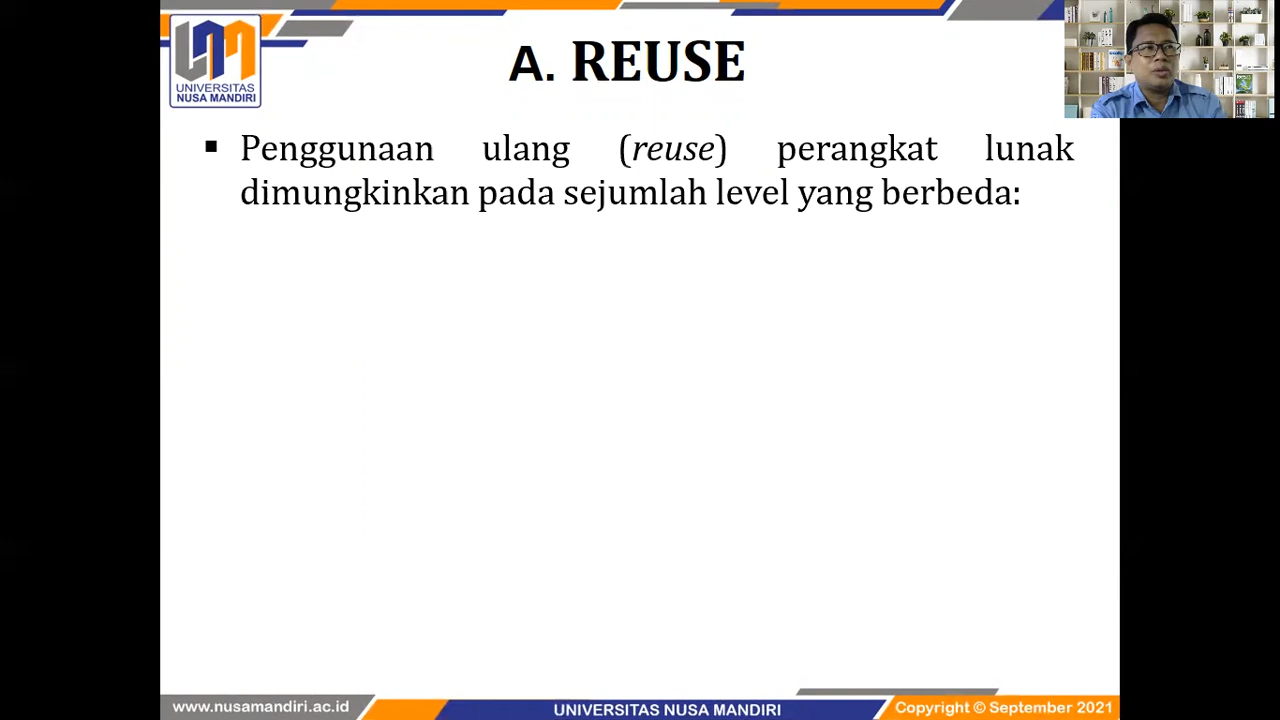 UNIVERSITAS
NUSA MANDIRI
A. REUSE
▪ Penggunaan ulang (reuse) perangkat lunak
dimungkinkan pada sejumlah level yang berbeda:
www.nusamandiri.ac.id
UNIVERSITAS NUSA MANDIRI
Copyright © September 2021